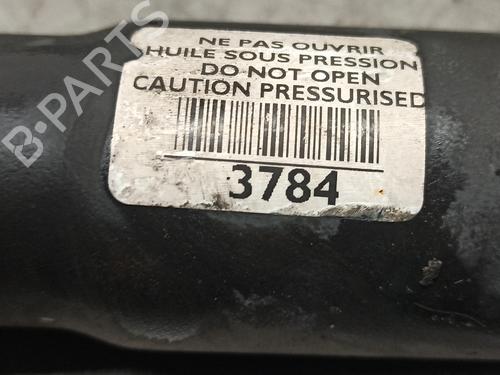 NE PAS OUVRIR
HUILE SOUS PRESSION
DO NOT OPEN
CAUTION PRESSURISED
3784
B-PARTS